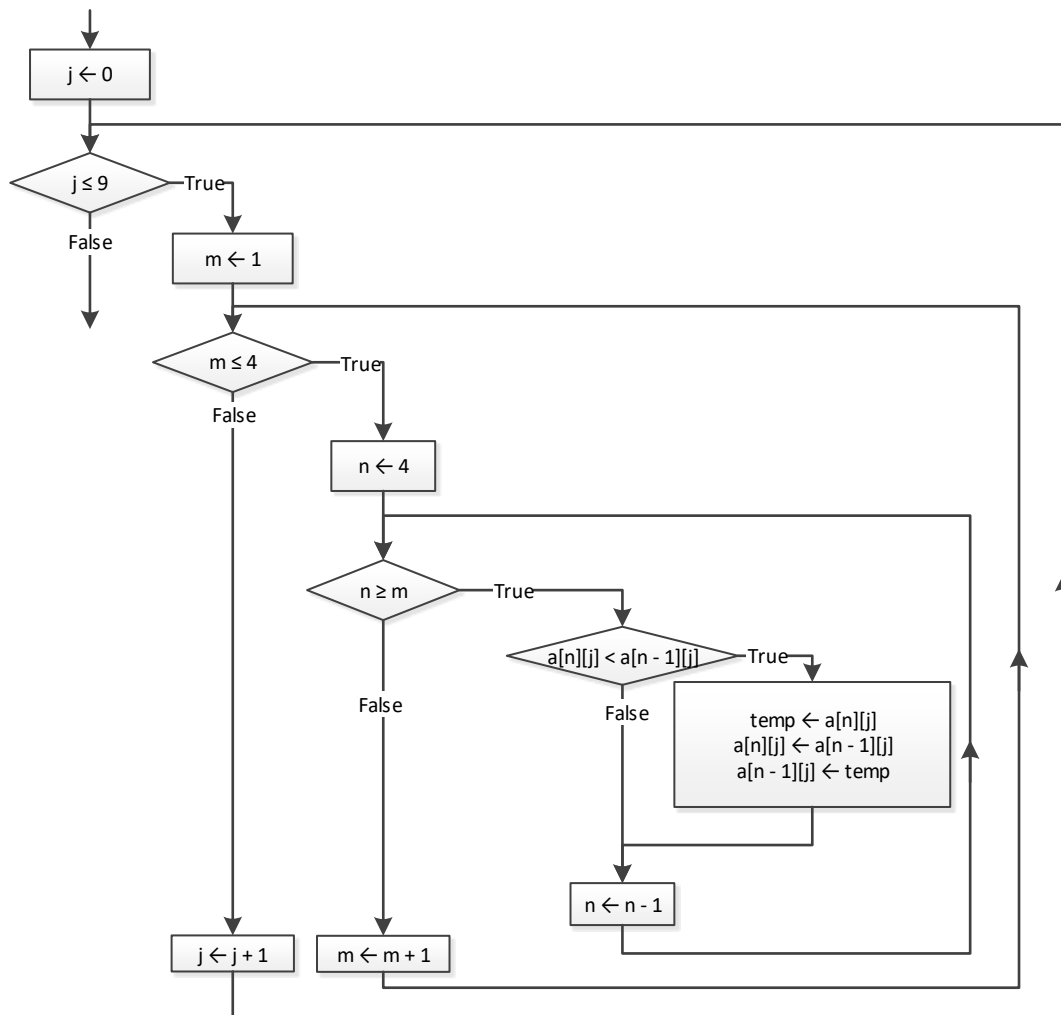 j ← 0
j ≤ 9
True
False
m ← 1
m ≤ 4
True
False
n ← 4
n ≥ m
True
a[n][j] < a[n - 1][j]
True
False
False
temp ← a[n][j]
a[n][j] ← a[n - 1][j]
a[n - 1][j] ← temp
n ← n - 1
j ← j + 1
m ← m + 1